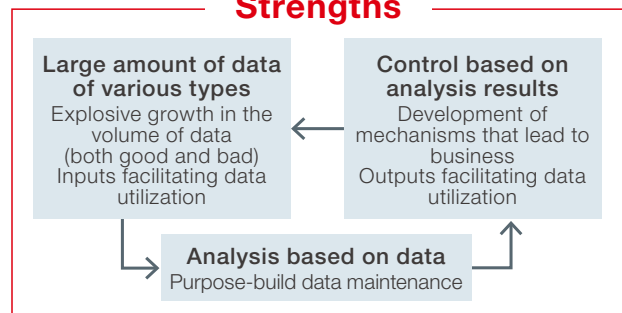 Strengths
Large amount of data
of various types
Explosive growth in the
volume of data
(both good and bad)
Inputs facilitating data
utilization
Control based on
analysis results
Development of
mechanisms that lead to
business
Outputs facilitating data
utilization
Analysis based on data
Purpose-build data maintenance